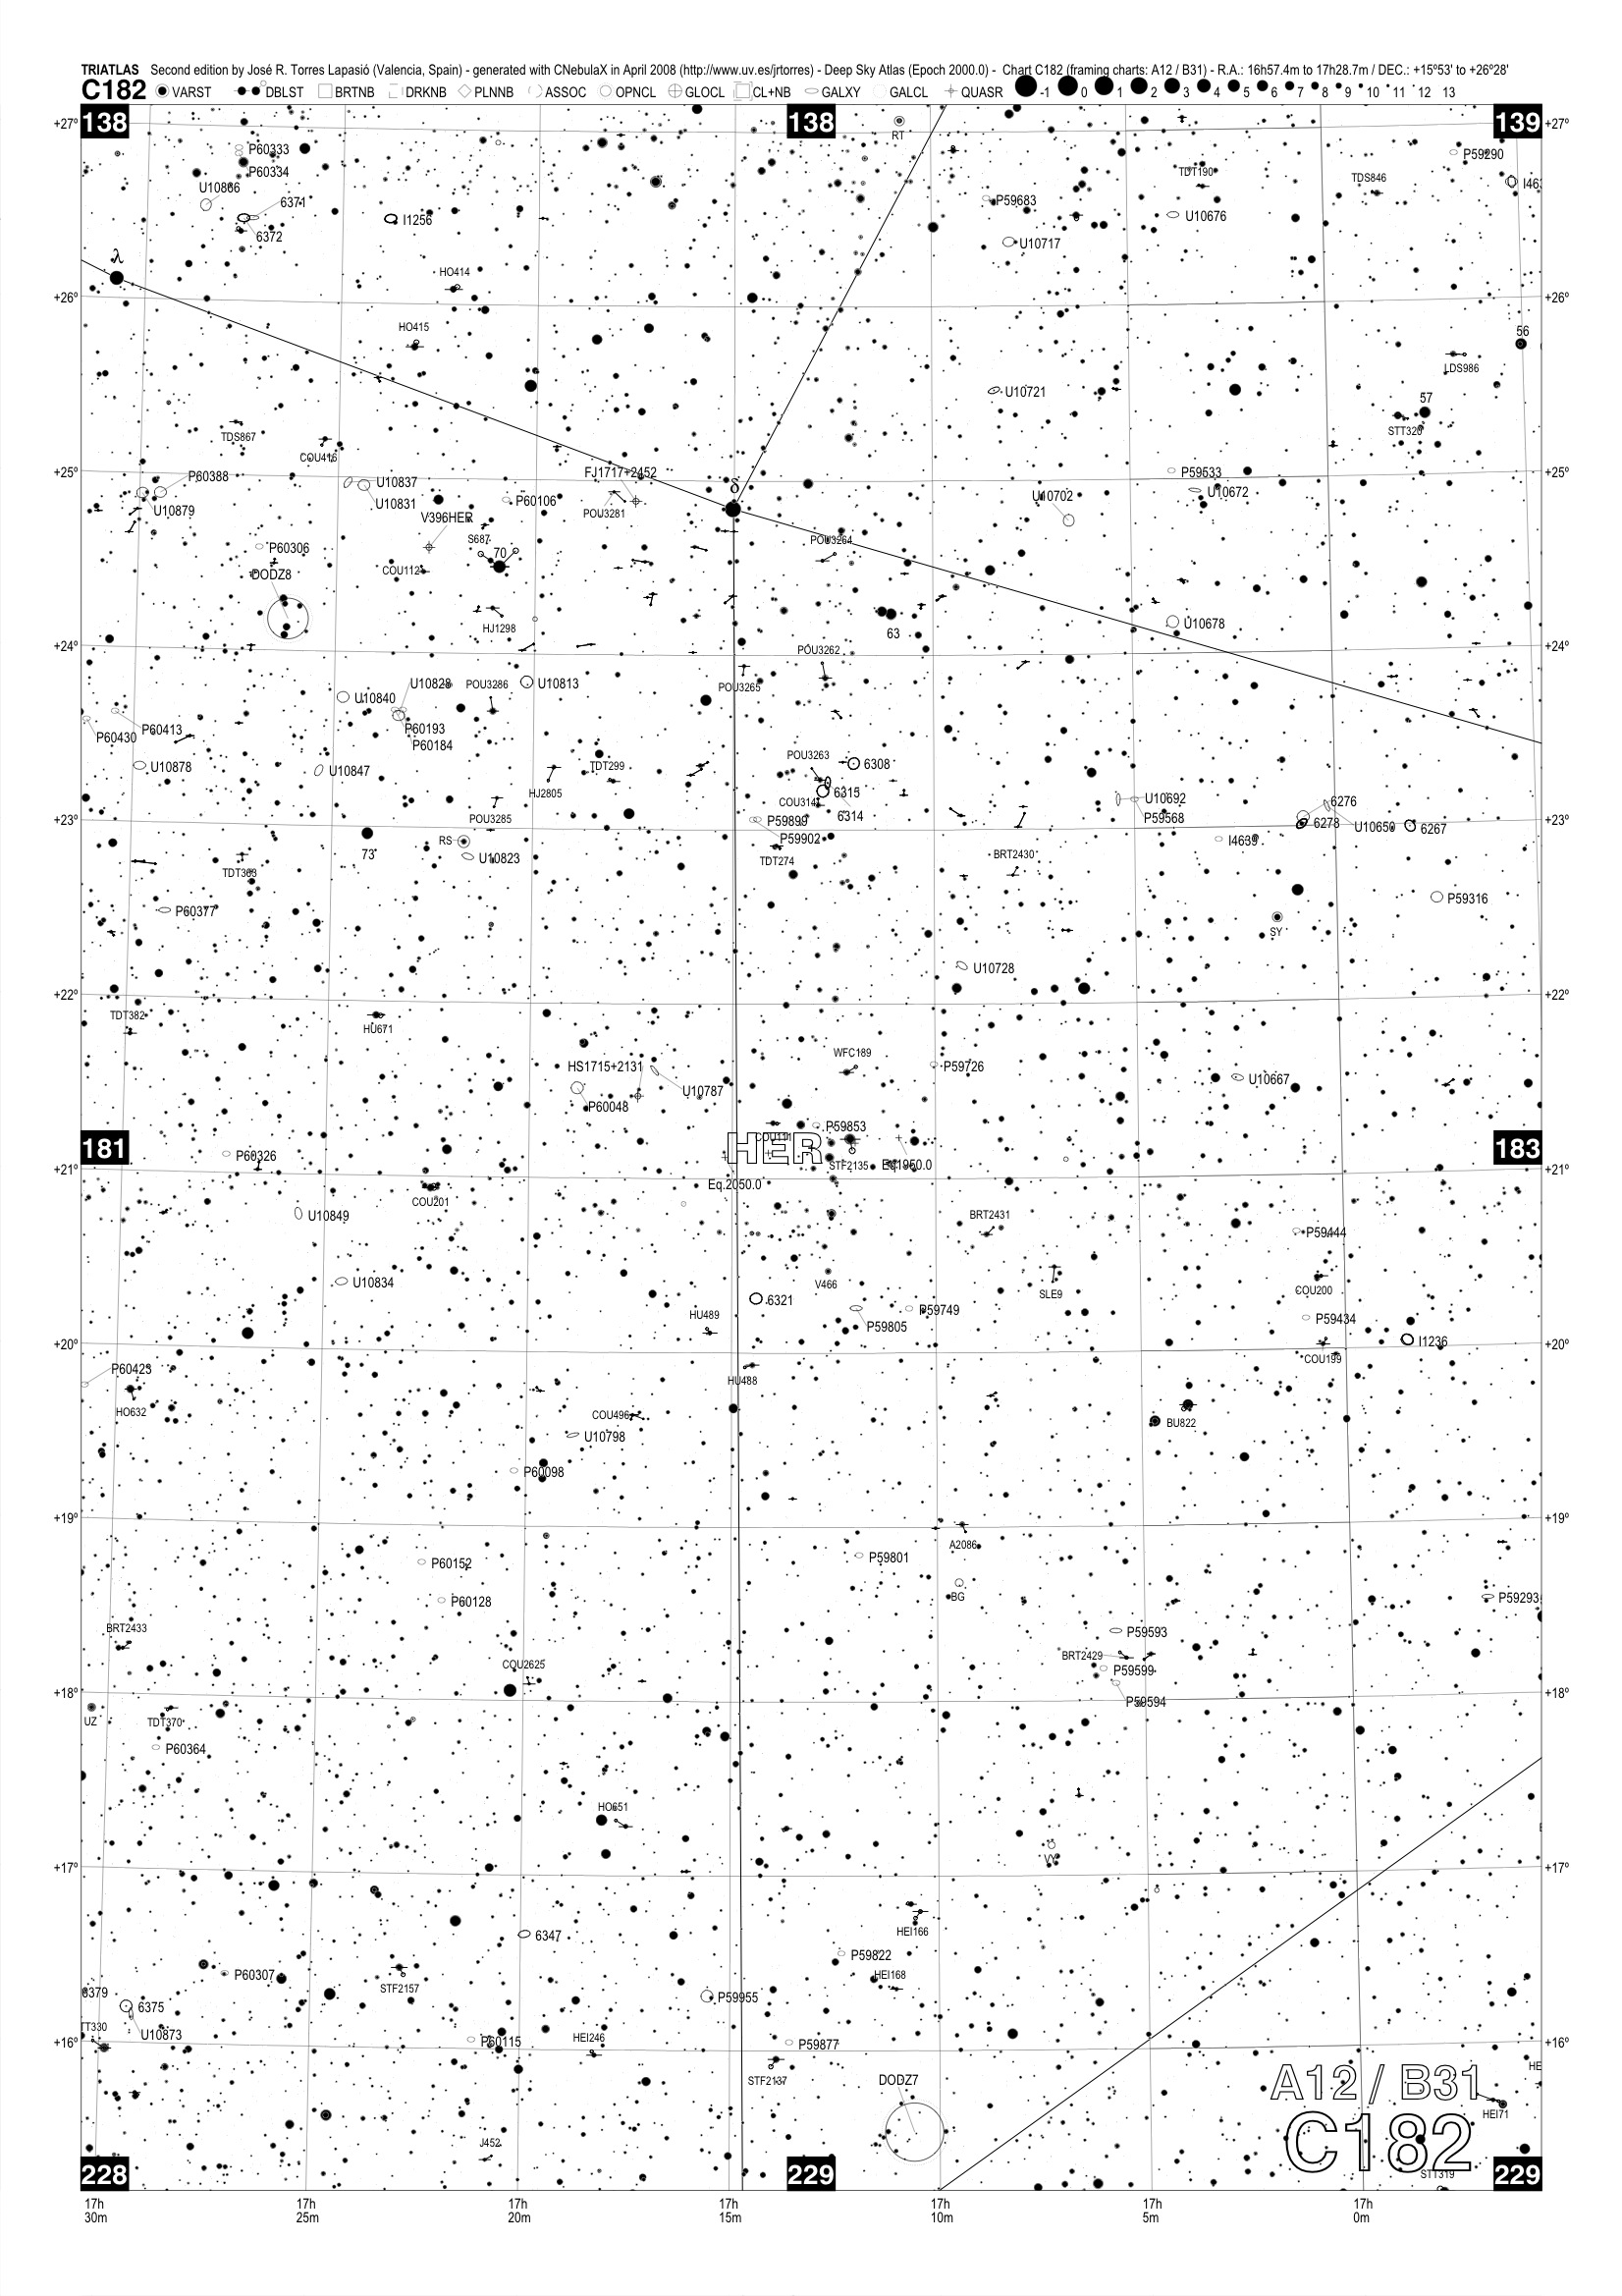 TRIATLAS Second edition by José R. Torres Lapasió (Valencia, Spain) - generated with CNebulaX in April 2008 (http://www.uv.es/jrtorres) - Deep Sky Atlas (Epoch 2000.0) - Chart C182 (framing charts: A12 / B31) - R.A.: 16h57.4m to 17h28.7m / DEC.: +15°53' to +26°28'
C182 VARST DBLST BRTNB DRKNB PLNNB ASSOC OPNCL GLOCL CL+NB GALXY GALCL QUASR -1 0 1 2 3 4 5 6 7 8 9 10 11 12 13
+27° 138 138 139 +27°
RT
P60333
P59290
P60334
TDT190
TDS846
U10866
I46
6371
P59683
I1256
U10676
6372
U10717
λ
HO414
+26° +26°
HO415
56
LDS986
U10721
57
TDS867
STT320
COU416
+25° FJ1717+2452 P59533 +25°
P60388
U10837
δ
U10702
U10672
U10831
P60106
U10879
POU3281
V396HER
S687
POU3264
P60306
70
COU112
DODZ8
HJ1298
63
U10678
+24° +24°
POU3262
U10828
POU3286
U10813
POU3265
U10840
P60413
P60193
P60430
P60184
POU3263
6308
U10878
U10847
TDT299
HJ2805
6315
U10692
6276
COU314
6314
P59568
POU3285
P59899
6278
U10650
6267
+23° +23°
73
RS
P59902
I4639
U10823
TDT274
BRT2430
TDT363
P59316
P60377
SY
U10728
+22° +22°
TDT382
HU671
WFC189
HS1715+2131
P59726
U10667
U10787
P60048
P59853
181 COU111 HER 183
P60326
STF2135 Eq.1950.0
+21° +21°
Eq.2050.0
COU201
U10849
BRT2431
P59444
U10834
V466
SLE9
COU200
6321
HU489
P59749
P59434
P59805
I1236
+20° +20°
COU199
P60423
HU488
HO632
COU496
BU822
U10798
P60098
+19° +19°
A2086
P60152
P59801
BG
P60128
P59293
BRT2433
P59593
BRT2429
COU2625
P59599
+18° P59594 +18°
UZ
TDT370
P60364
HO651
VY
+17° +17°
HEI166
6347
P59822
P60307
HEI168
STF2157
6379
P59955
6375
TT330
U10873
HEI246
+16° P60115 P59877 +16°
STF2137
DODZ7
HE
A12 / B31
HEI71
J452
C182
228 229 STT319 229
17h 17h 17h 17h 17h 17h 17h
30m 25m 20m 15m 10m 5m 0m